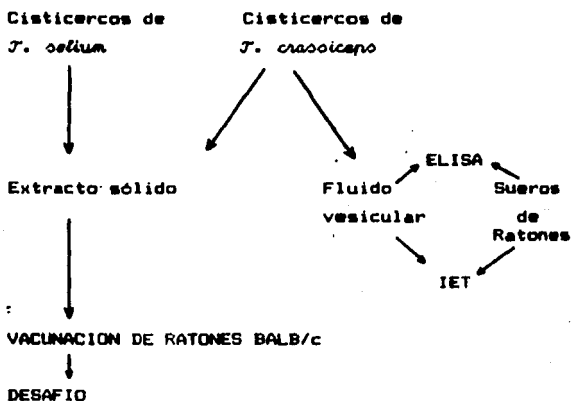 Cisticercos de
T. solium
Cisticercos de
T. crassiceps
Extracto sólido
Fluido
vesicular
ELISA
Sueros
de
Ratones
IET
VACUNACION DE RATONES BALB/c
DESAFIO